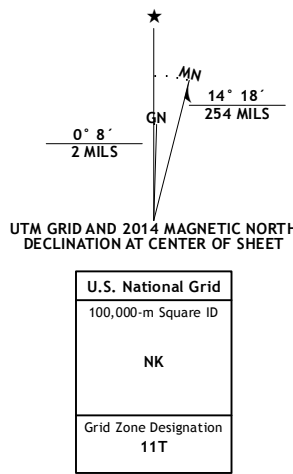 ★
MN
GN
14° 18´
254 MILS
0° 8´
2 MILS
UTM GRID AND 2014 MAGNETIC NORTH
DECLINATION AT CENTER OF SHEET
U.S. National Grid
100,000-m Square ID
NK
Grid Zone Designation
11T